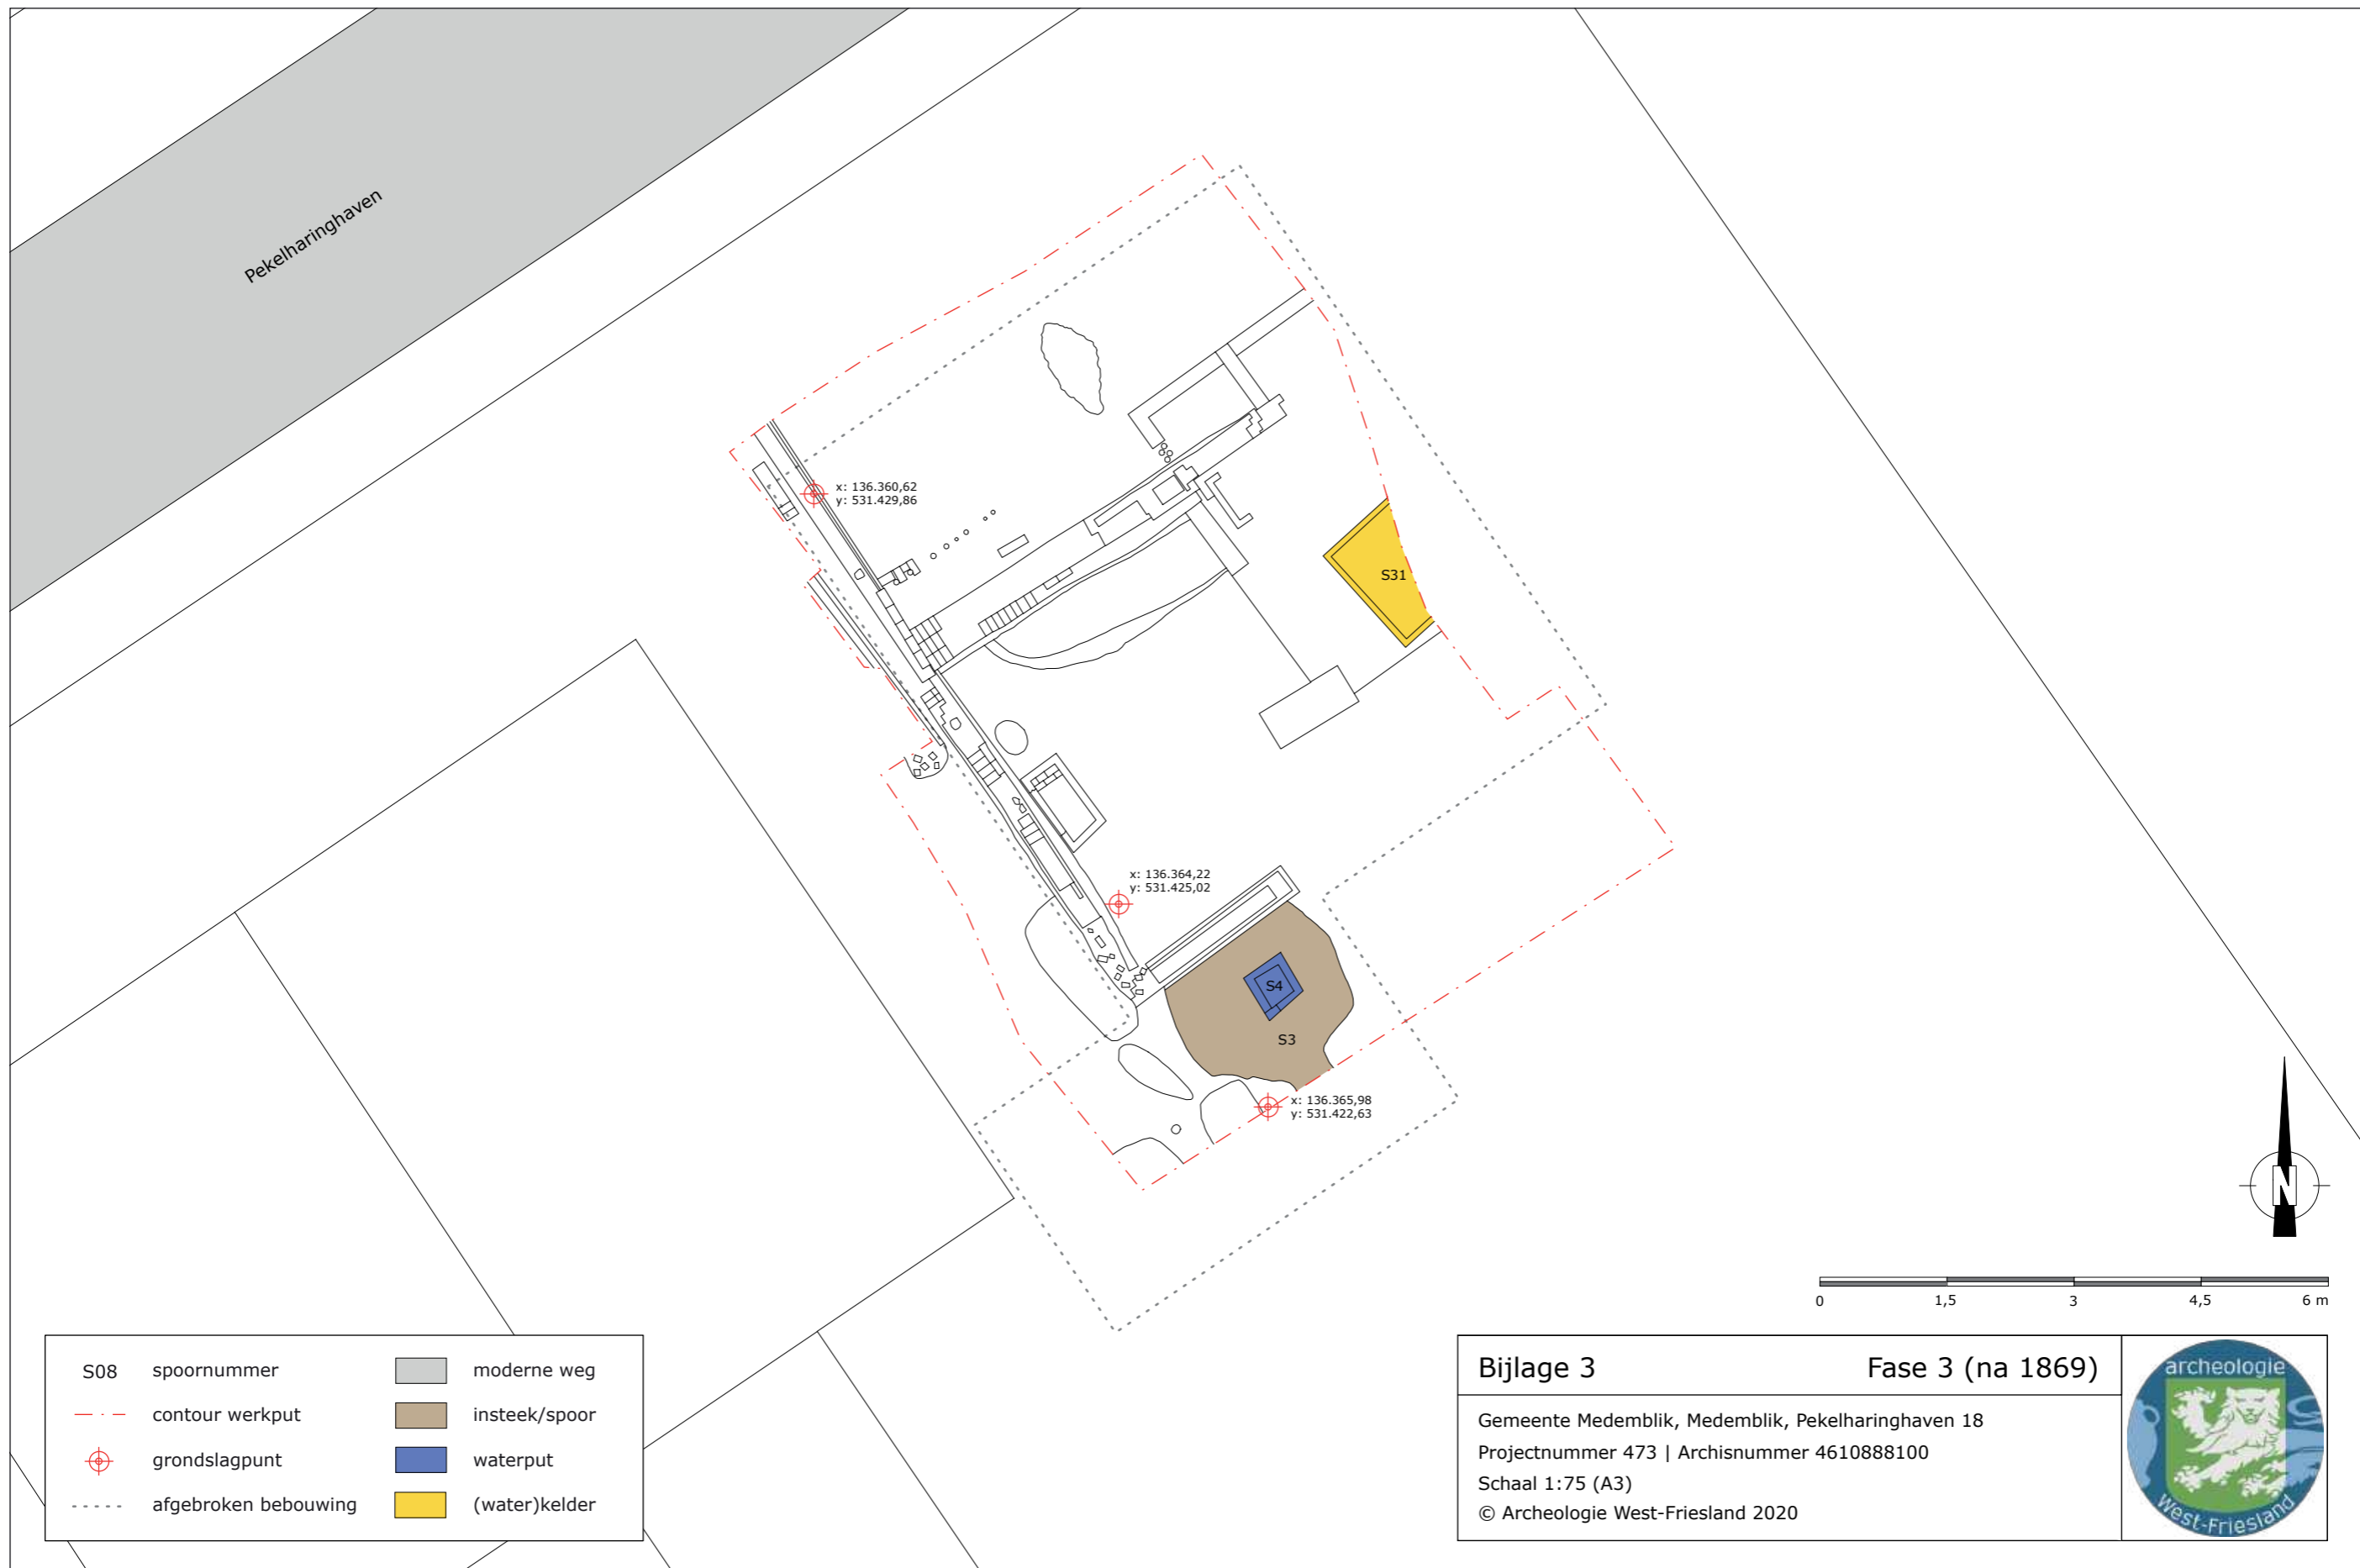 Pekelharinghaven
x: 136.360,62
y: 531.429,86
S31
x: 136.364,22
y: 531.425,02
S4
S3
x: 136.365,98
y: 531.422,63
N
0 1,5 3 4,5 6 m
S08 spoornummer
contour werkput
grondslagpunt
afgebroken bebouwing
moderne weg
insteek/spoor
waterput
(water)kelder
Bijlage 3 Fase 3 (na 1869)
Gemeente Medemblik, Medemblik, Pekelharinghaven 18
Projectnummer 473 | Archisnummer 4610888100
Schaal 1:75 (A3)
© Archeologie West-Friesland 2020
archeologie
West-Friesland